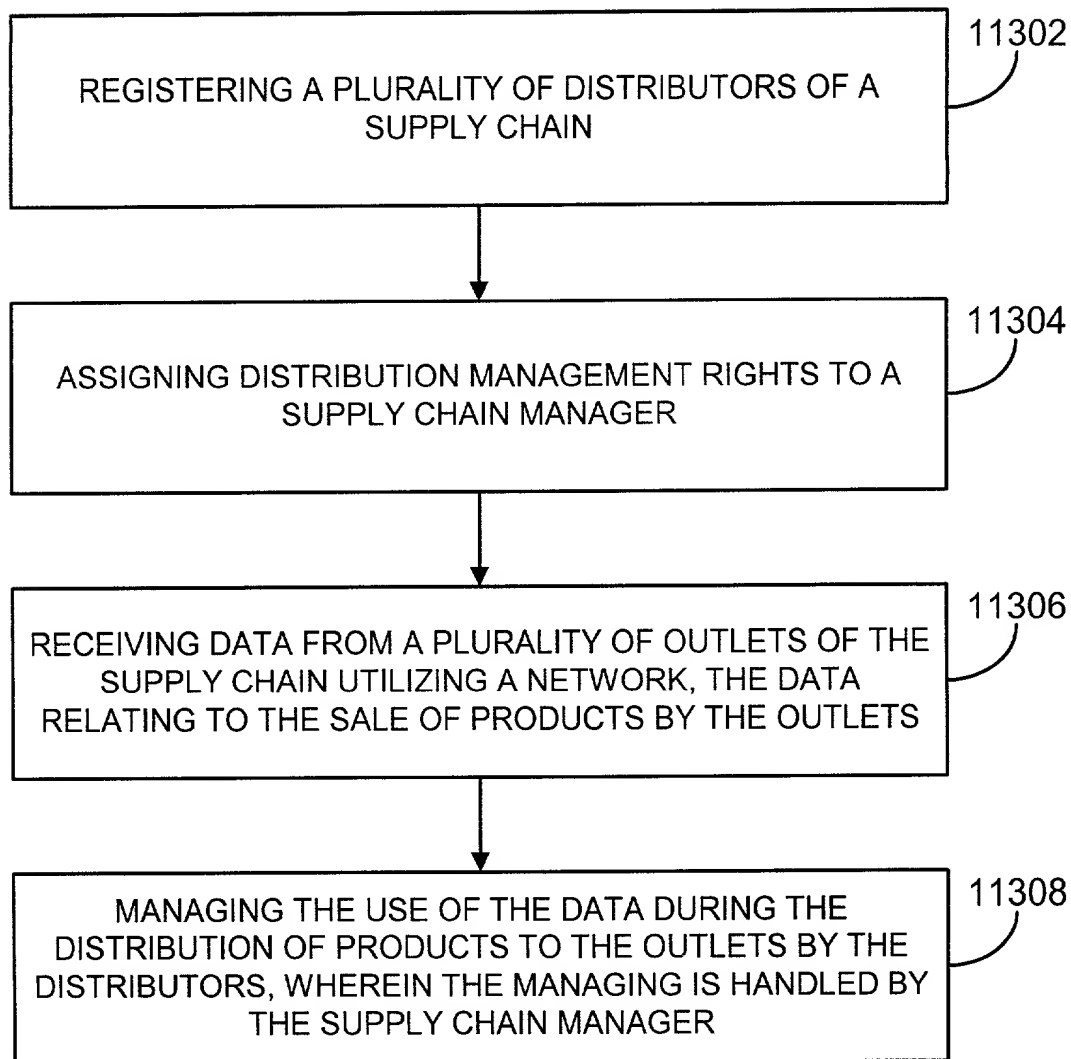 11302
REGISTERING A PLURALITY OF DISTRIBUTORS OF A
SUPPLY CHAIN
11304
ASSIGNING DISTRIBUTION MANAGEMENT RIGHTS TO A
SUPPLY CHAIN MANAGER
11306
RECEIVING DATA FROM A PLURALITY OF OUTLETS OF THE
SUPPLY CHAIN UTILIZING A NETWORK, THE DATA
RELATING TO THE SALE OF PRODUCTS BY THE OUTLETS
11308
MANAGING THE USE OF THE DATA DURING THE
DISTRIBUTION OF PRODUCTS TO THE OUTLETS BY THE
DISTRIBUTORS, WHEREIN THE MANAGING IS HANDLED BY
THE SUPPLY CHAIN MANAGER